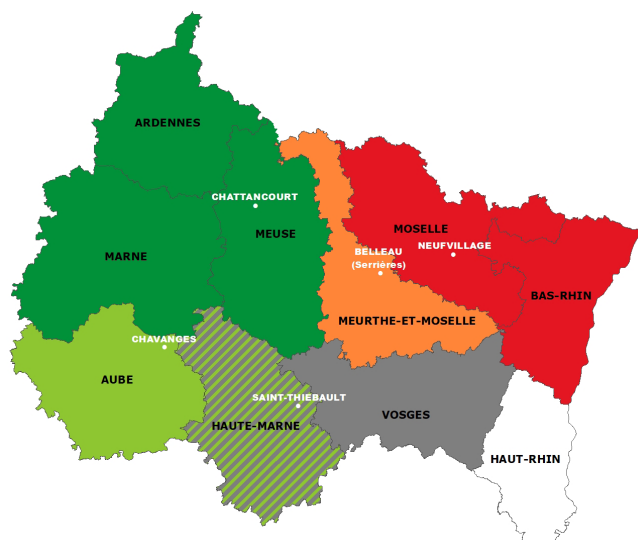 ARDENNES
CHATTANCOURT
MOSELLE
MEUSE
NEUFVILLAGE
BELLEAU
(Serrières)
MARNE
BAS-RHIN
MEURTHE-ET-MOSELLE
CHAVANGES
AUBE
SAINT-THIÉBAULT
VOSGES
HAUTE-MARNE
HAUT-RHIN